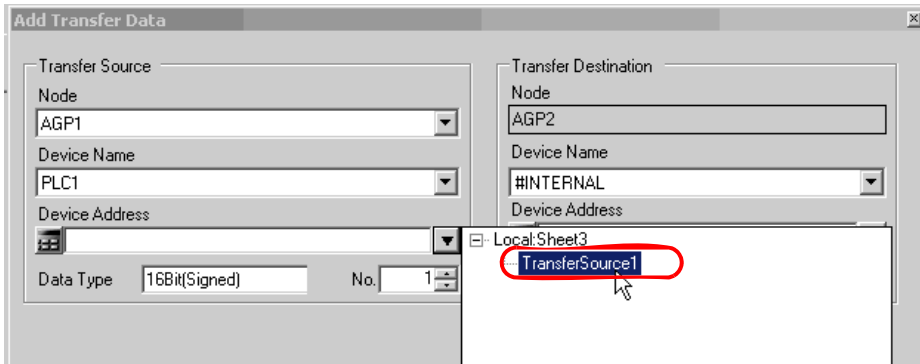 Add Transfer Data
Transfer Source
Node
AGP1
Device Name
PLC1
Device Address
Data Type 16Bit(Signed) No. 1
Transfer Destination
Node
AGP2
Device Name
#INTERNAL
Device Address
Local:Sheet3
TransferSource1